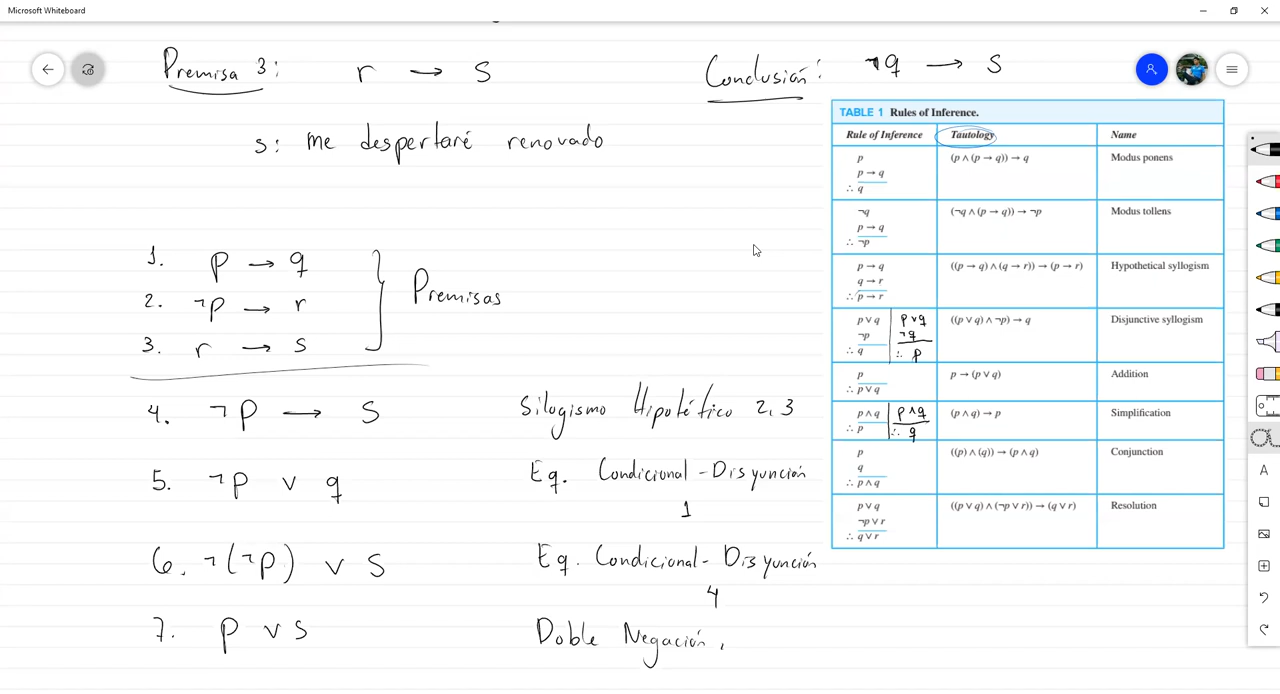 Microsoft Whiteboard
Premisa 3: r → s
Conclusión: ¬q → s
s: me despertaré renovado
1. p → q
2. ¬p → r
3. r → s
Premisas
4. ¬p → s Silogismo Hipotético 2,3
5. ¬p ∨ q Eq. Condicional-Disyunción
1
6. ¬(¬p) ∨ s Eq. Condicional-Disyunción
4
7. p ∨ s Doble Negación,
TABLE 1 Rules of Inference.
Rule of Inference Tautology Name
p (p ∧ (p → q)) → q Modus ponens
p → q
∴ q
¬q (¬q ∧ (p → q)) → ¬p Modus tollens
p → q
∴ ¬p
p → q ((p → q) ∧ (q → r)) → (p → r) Hypothetical syllogism
q → r
∴ p → r
p ∨ q p ∨ q ((p ∨ q) ∧ ¬p) → q Disjunctive syllogism
¬p ¬q
∴ q ∴ p
p p → (p ∨ q) Addition
∴ p ∨ q
p ∧ q p ∧ q (p ∧ q) → p Simplification
∴ p ∴ q
p ((p) ∧ (q)) → (p ∧ q) Conjunction
q
∴ p ∧ q
p ∨ q ((p ∨ q) ∧ (¬p ∨ r)) → (q ∨ r) Resolution
¬p ∨ r
∴ q ∨ r
A